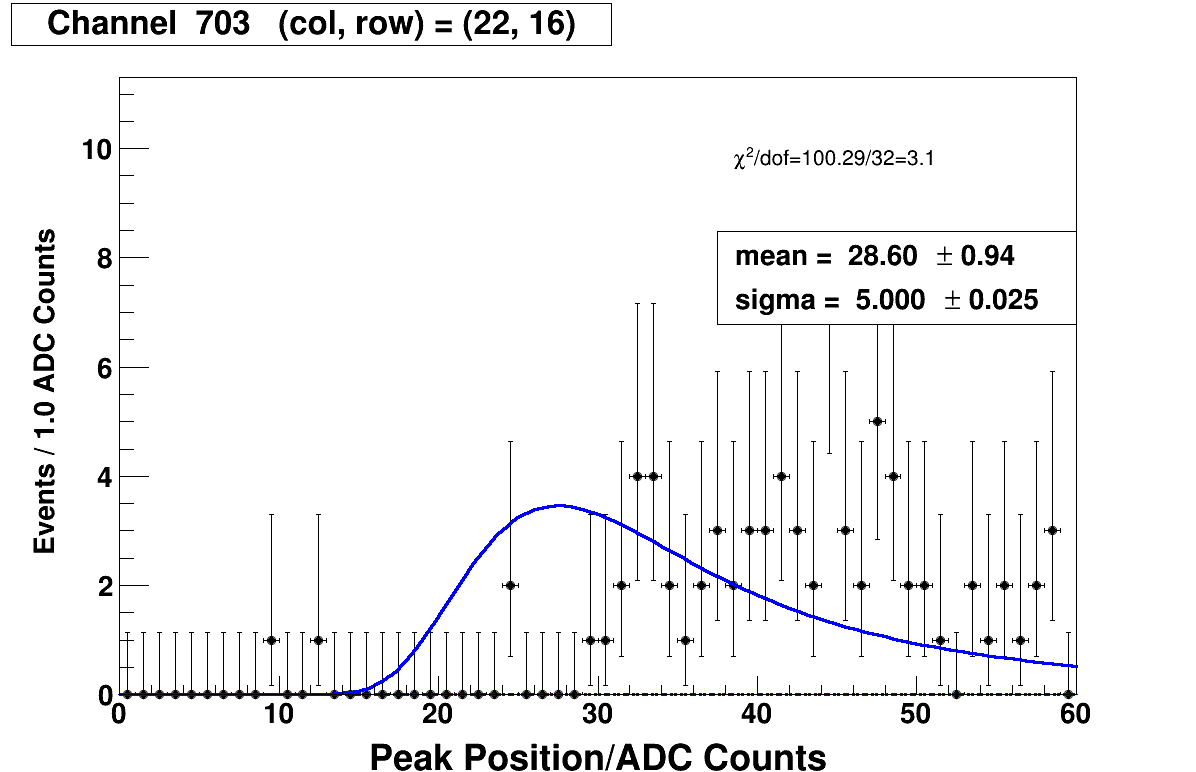 Channel 703 (col, row) = (22, 16)
χ²/dof=100.29/32=3.1
mean = 28.60 ± 0.94
sigma = 5.000 ± 0.025
Events / 1.0 ADC Counts
10
8
6
4
2
0
0 10 20 30 40 50 60
Peak Position/ADC Counts